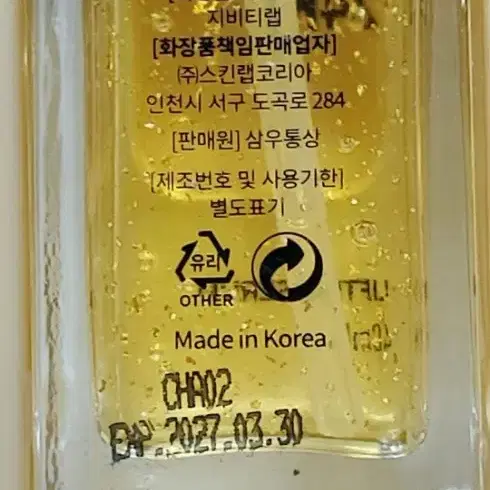 지비티랩
[화장품책임판매업자]
㈜스킨랩코리아
인천시 서구 도곡로 284
[판매원] 삼우통상
[제조번호 및 사용기한]
별도표기
유리
OTHER
Made in Korea
CHA02
EXP.2027.03.30